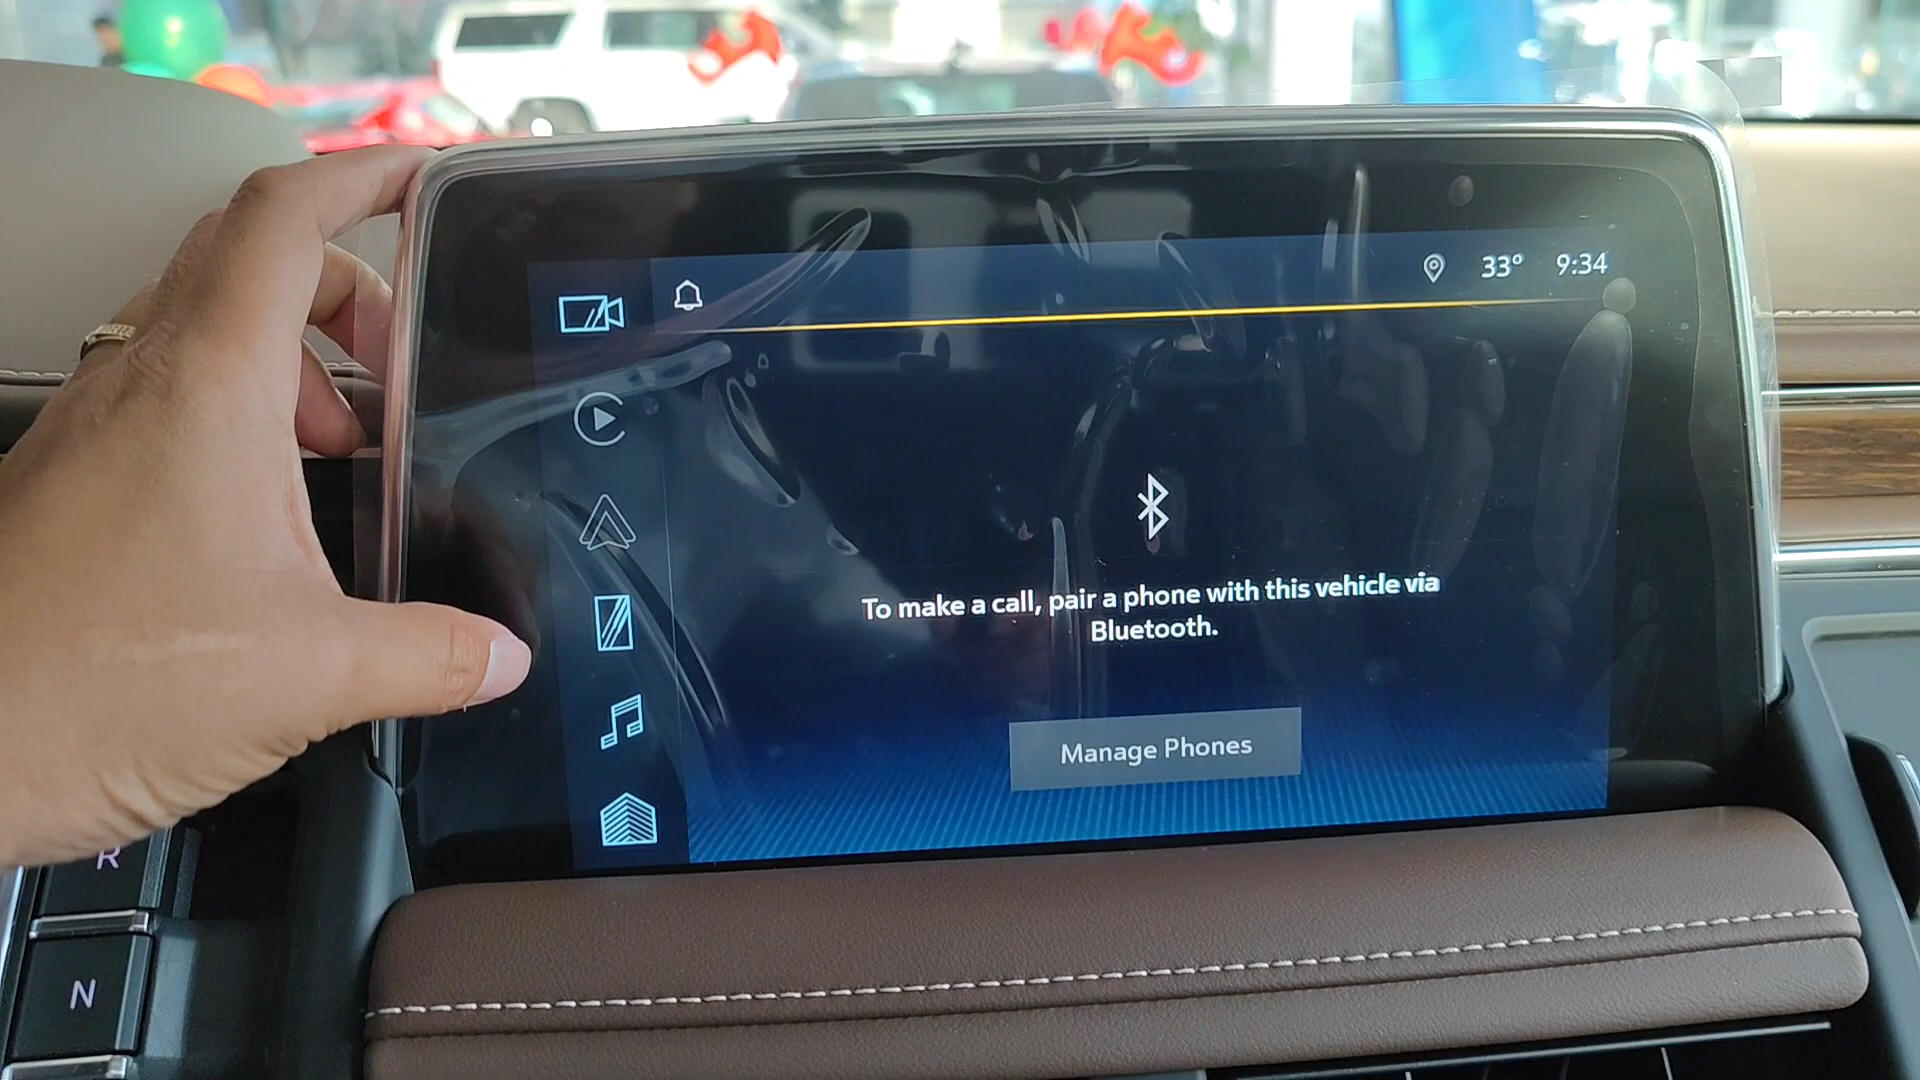 33° 9:34
To make a call, pair a phone with this vehicle via
Bluetooth.
Manage Phones
R
N